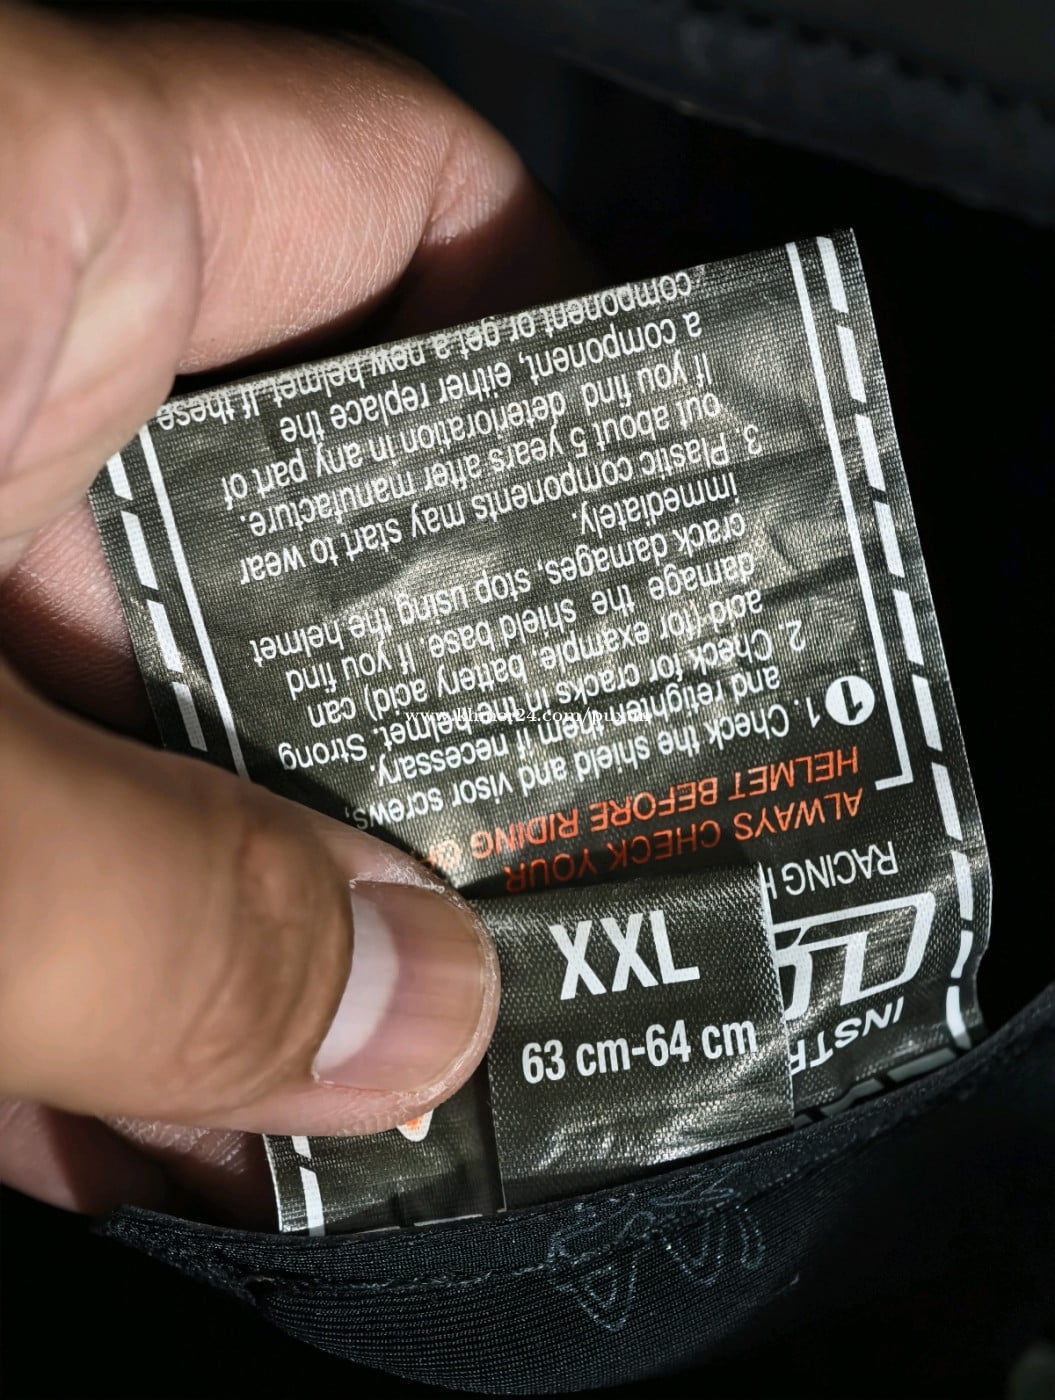 XXL
63 cm-64 cm
INSTR
RACING H
ALWAYS CHECK YOUR
HELMET BEFORE RIDING
1
1. Check the shield and visor screws,
and retighten them if necessary.
2. Check for cracks in the helmet. Strong
acid (for example, battery acid) can
damage the shield base. If you find
crack damages, stop using the helmet
immediately.
3. Plastic components may start to wear
out about 5 years after manufacture.
If you find deterioration in any part of
a component, either replace the
component or get a new helmet. If these